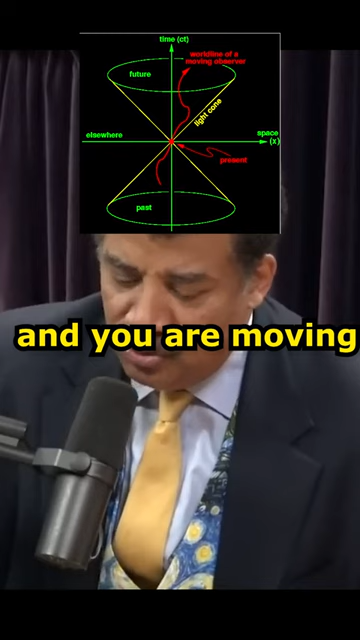 time (ct)
worldline of a
moving observer
future
light cone
elsewhere
space
(x)
present
past
and you are moving